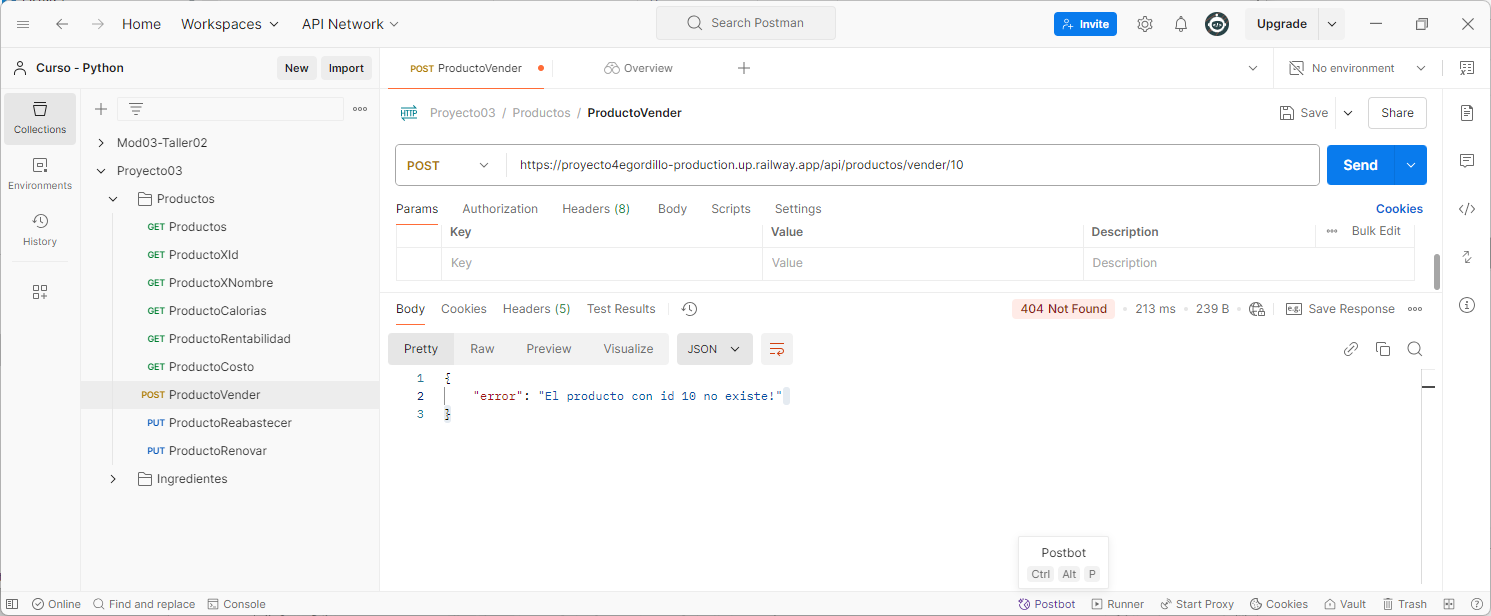 Home Workspaces API Network Search Postman Invite Upgrade
Curso - Python New Import POST ProductoVender Overview No environment
Collections
Environments
History
Mod03-Taller02
Proyecto03
Productos
GET Productos
GET ProductoXId
GET ProductoXNombre
GET ProductoCalorias
GET ProductoRentabilidad
GET ProductoCosto
POST ProductoVender
PUT ProductoReabastecer
PUT ProductoRenovar
Ingredientes
HTTP Proyecto03 / Productos / ProductoVender Save Share
POST https://proyecto4egordillo-production.up.railway.app/api/productos/vender/10 Send
Params Authorization Headers (8) Body Scripts Settings Cookies
Key Value Description Bulk Edit
Key Value Description
Body Cookies Headers (5) Test Results 404 Not Found • 213 ms • 239 B • e.g. Save Response
Pretty Raw Preview Visualize JSON
1 {
2 "error": "El producto con id 10 no existe!"
3 }
Postbot
Ctrl Alt P
Online Find and replace Console Postbot Runner Start Proxy Cookies Vault Trash